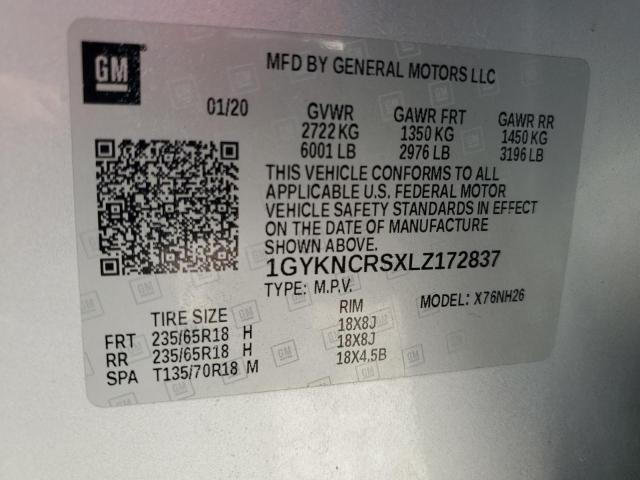 GM
MFD BY GENERAL MOTORS LLC
01/20 GVWR GAWR FRT GAWR RR
2722 KG 1350 KG 1450 KG
6001 LB 2976 LB 3196 LB
THIS VEHICLE CONFORMS TO ALL
APPLICABLE U.S. FEDERAL MOTOR
VEHICLE SAFETY STANDARDS IN EFFECT
ON THE DATE OF MANUFACTURE
SHOWN ABOVE.
1GYKNCRSXLZ172837
TYPE: M.P.V. MODEL: X76NH26
TIRE SIZE RIM
FRT 235/65R18 H 18X8J
RR 235/65R18 H 18X8J
SPA T135/70R18 M 18X4.5B